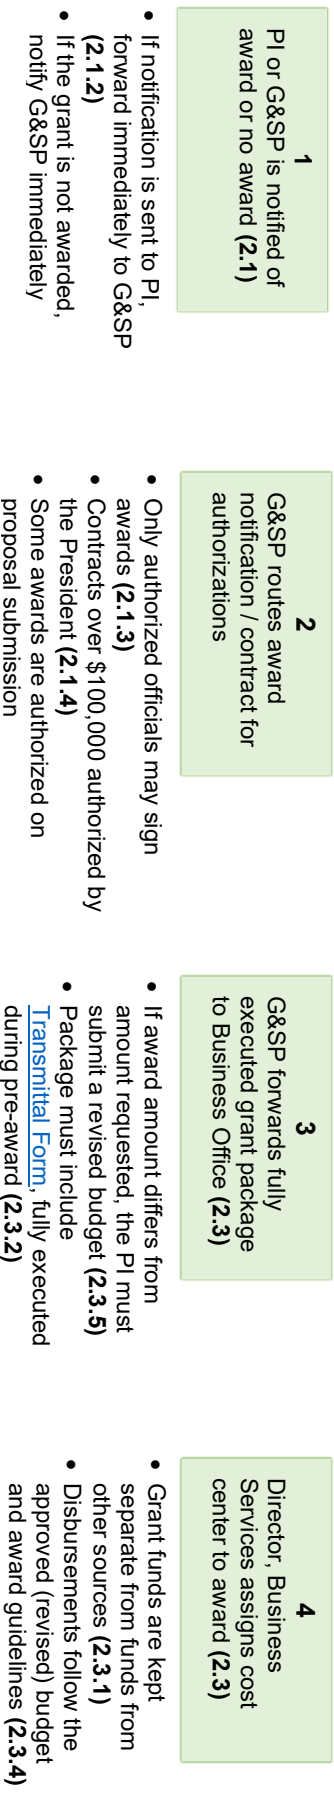 1
PI or G&SP is notified of
award or no award (2.1)
• If notification is sent to PI,
forward immediately to G&SP
(2.1.2)
• If the grant is not awarded,
notify G&SP immediately
2
G&SP routes award
notification / contract for
authorizations
• Only authorized officials may sign
awards (2.1.3)
• Contracts over $100,000 authorized by
the President (2.1.4)
• Some awards are authorized on
proposal submission
3
G&SP forwards fully
executed grant package
to Business Office (2.3)
• If award amount differs from
amount requested, the PI must
submit a revised budget (2.3.5)
• Package must include
Transmittal Form, fully executed
during pre-award (2.3.2)
4
Director, Business
Services assigns cost
center to award (2.3)
• Grant funds are kept
separate from funds from
other sources (2.3.1)
• Disbursements follow the
approved (revised) budget
and award guidelines (2.3.4)